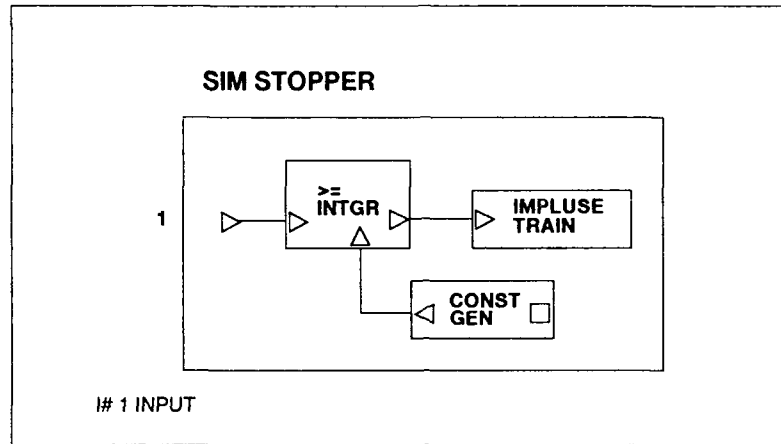 SIM STOPPER
1
>=
INTGR
IMPLUSE
TRAIN
CONST
GEN
I# 1 INPUT